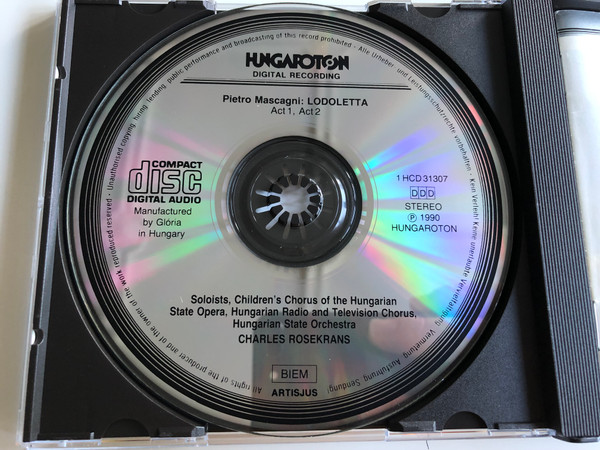 HUNGAROTON
DIGITAL RECORDING
Pietro Mascagni: LODOLETTA
Act 1, Act 2
COMPACT
disc
DIGITAL AUDIO
Manufactured
by Glória
in Hungary
1 HCD 31307
DDD
STEREO
Ⓟ 1990
HUNGAROTON
Soloists, Children's Chorus of the Hungarian
State Opera, Hungarian Radio and Television Chorus,
Hungarian State Orchestra
CHARLES ROSEKRANS
BIEM
ARTISJUS
All rights of the producer and of the owner of the work reproduced reserved - Unauthorised copying, hiring, lending, public performance and broadcasting of this record prohibited - Alle Urheber- und Leistungsschutzrechte vorbehalten - Kein Verleih! Keine unerlaubte Vervielfältigung, Vermietung, Aufführung, Sendung!